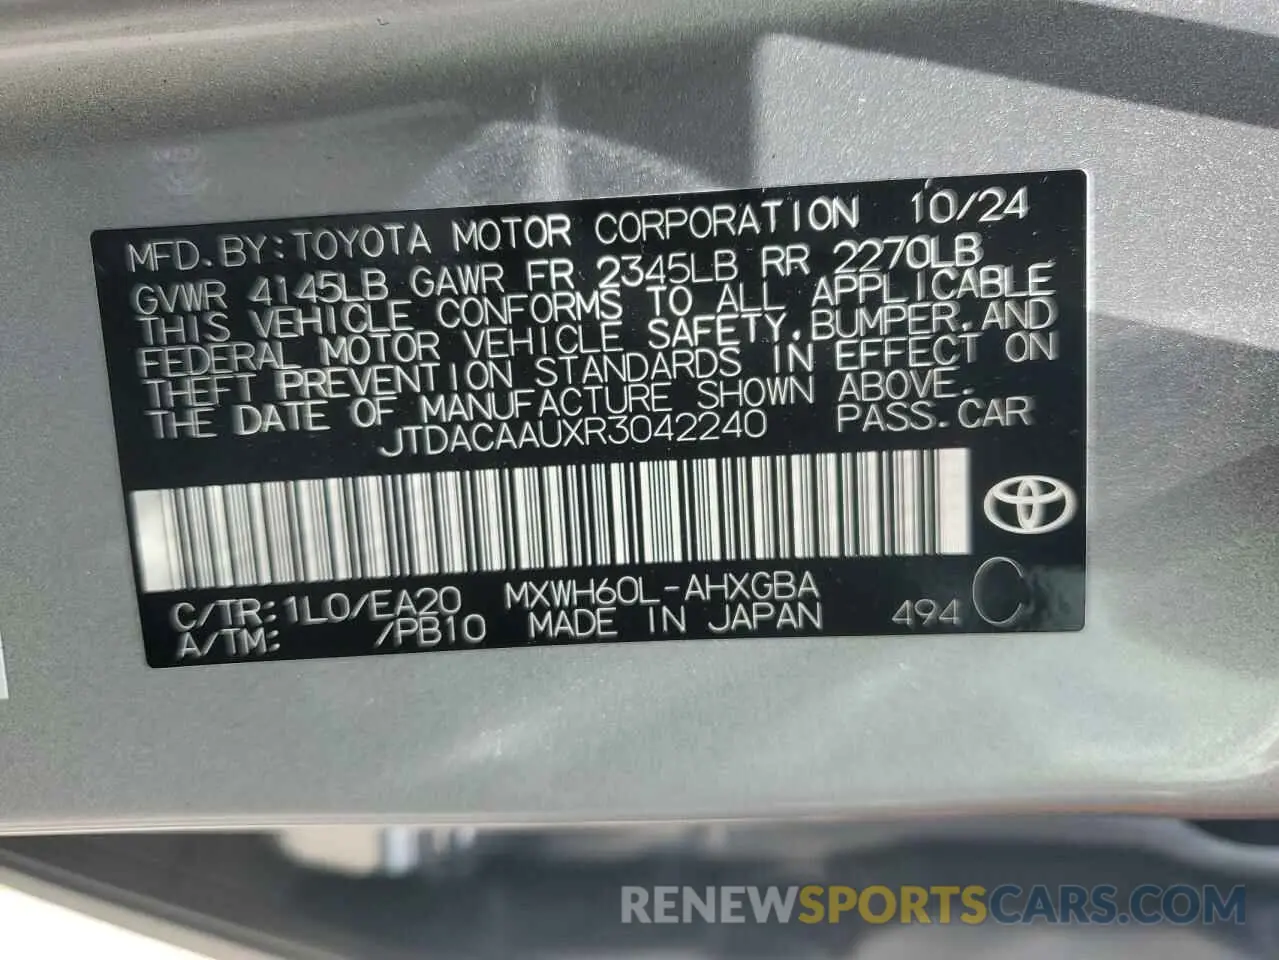 MFD. BY: TOYOTA MOTOR CORPORATION 10/24
GVWR 4145LB GAWR FR 2345LB RR 2270LB
THIS VEHICLE CONFORMS TO ALL APPLICABLE
FEDERAL MOTOR VEHICLE SAFETY, BUMPER, AND
THEFT PREVENTION STANDARDS IN EFFECT ON
THE DATE OF MANUFACTURE SHOWN ABOVE.
JTDACAAUXR3042240 PASS. CAR
C/TR: 1L0/EA20 MXWH60L-AHXGBA
A/TM: /PB10 MADE IN JAPAN 494 C
RENEWSPORTSCARS.COM